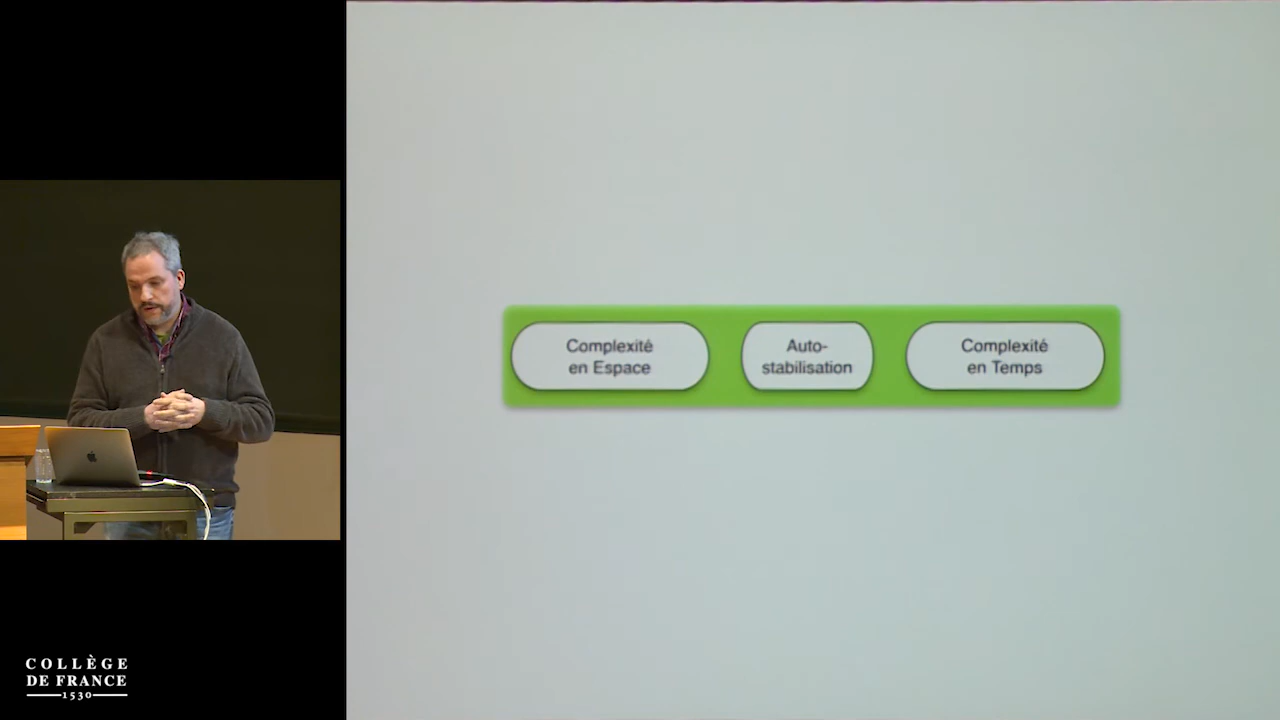 Complexité
en Espace
Auto-
stabilisation
Complexité
en Temps
COLLÈGE
DE FRANCE
1530